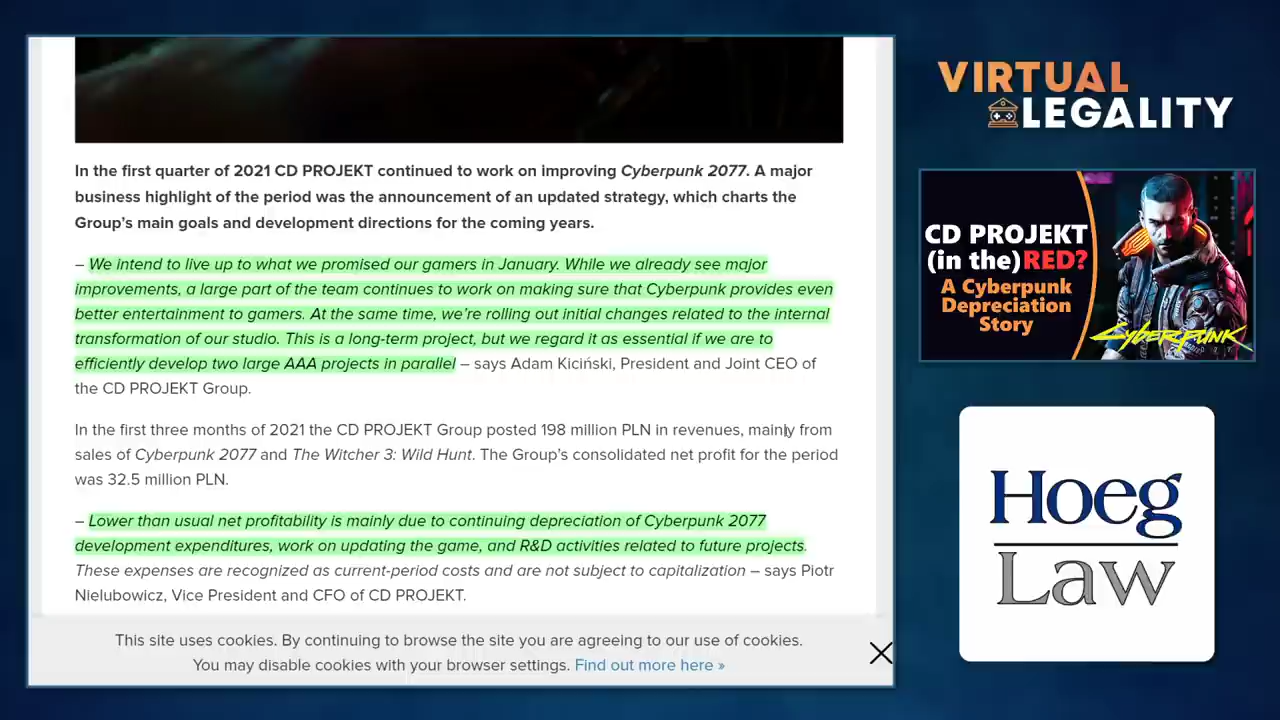 In the first quarter of 2021 CD PROJEKT continued to work on improving Cyberpunk 2077. A major
business highlight of the period was the announcement of an updated strategy, which charts the
Group’s main goals and development directions for the coming years.
– We intend to live up to what we promised our gamers in January. While we already see major
improvements, a large part of the team continues to work on making sure that Cyberpunk provides even
better entertainment to gamers. At the same time, we’re rolling out initial changes related to the internal
transformation of our studio. This is a long-term project, but we regard it as essential if we are to
efficiently develop two large AAA projects in parallel – says Adam Kiciński, President and Joint CEO of
the CD PROJEKT Group.
In the first three months of 2021 the CD PROJEKT Group posted 198 million PLN in revenues, mainly from
sales of Cyberpunk 2077 and The Witcher 3: Wild Hunt. The Group’s consolidated net profit for the period
was 32.5 million PLN.
– Lower than usual net profitability is mainly due to continuing depreciation of Cyberpunk 2077
development expenditures, work on updating the game, and R&D activities related to future projects.
These expenses are recognized as current-period costs and are not subject to capitalization – says Piotr
Nielubowicz, Vice President and CFO of CD PROJEKT.
This site uses cookies. By continuing to browse the site you are agreeing to our use of cookies.
You may disable cookies with your browser settings. Find out more here »
VIRTUAL
LEGALITY
CD PROJEKT
(in the) RED?
A Cyberpunk
Depreciation
Story
Cyberpunk
Hoeg
Law